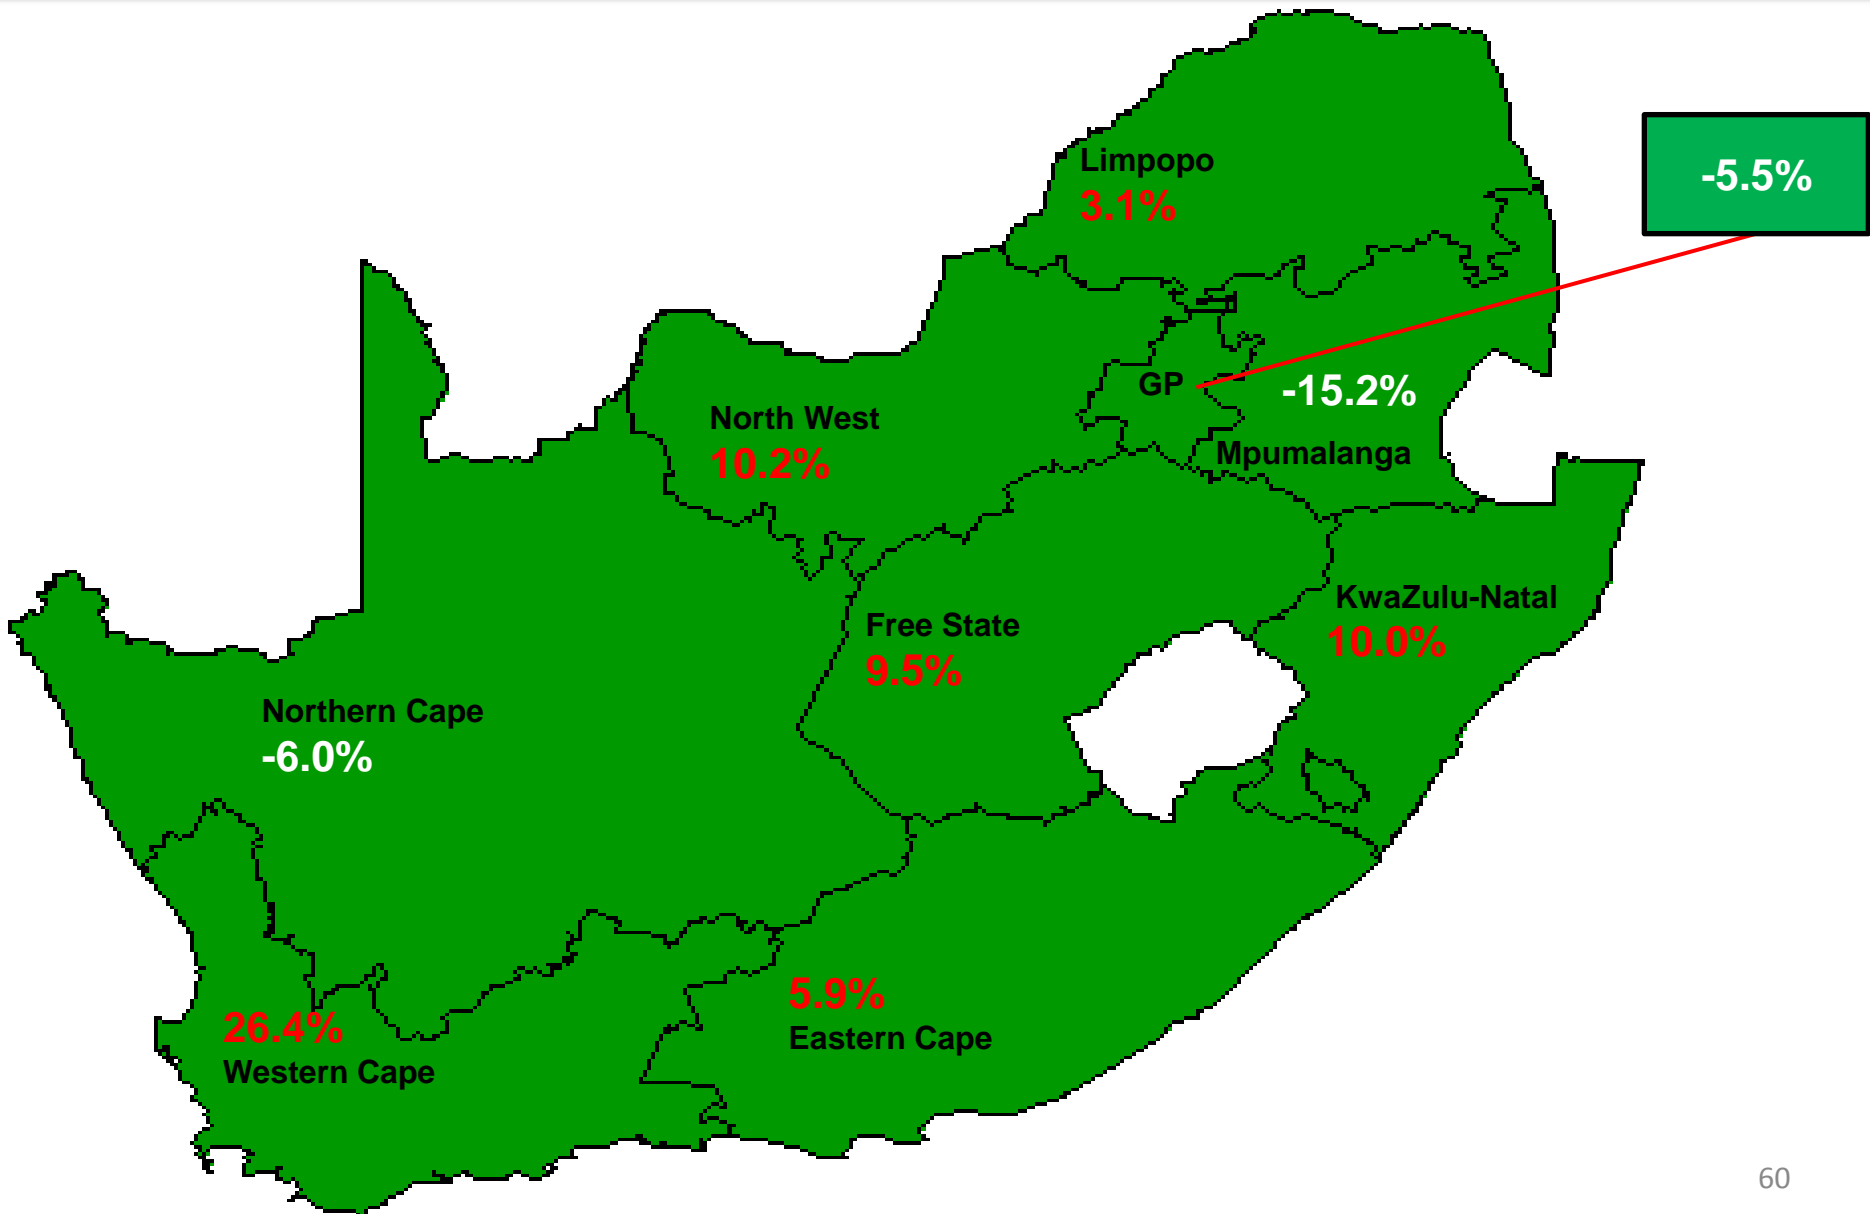 Limpopo
3.1%
-5.5%
GP
-15.2%
North West
10.2%
Mpumalanga
KwaZulu-Natal
10.0%
Free State
9.5%
Northern Cape
-6.0%
5.9%
Eastern Cape
26.4%
Western Cape
60